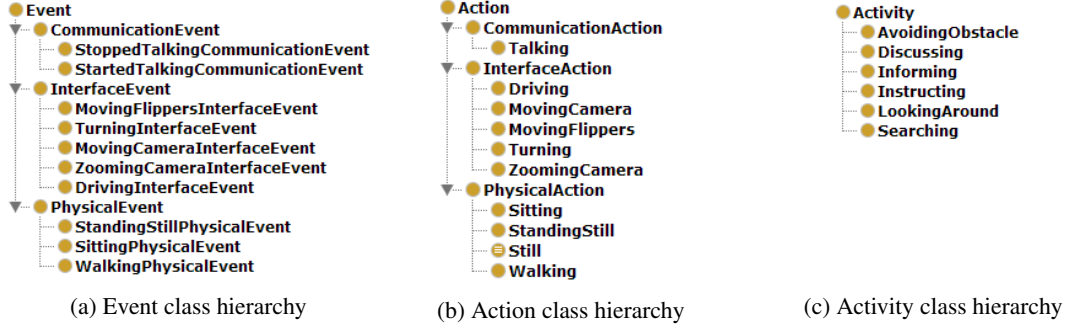 Event
CommunicationEvent
StoppedTalkingCommunicationEvent
StartedTalkingCommunicationEvent
InterfaceEvent
MovingFlippersInterfaceEvent
TurningInterfaceEvent
MovingCameraInterfaceEvent
ZoomingCameraInterfaceEvent
DrivingInterfaceEvent
PhysicalEvent
StandingStillPhysicalEvent
SittingPhysicalEvent
WalkingPhysicalEvent
(a) Event class hierarchy
Action
CommunicationAction
Talking
InterfaceAction
Driving
MovingCamera
MovingFlippers
Turning
ZoomingCamera
PhysicalAction
Sitting
StandingStill
Still
Walking
(b) Action class hierarchy
Activity
AvoidingObstacle
Discussing
Informing
Instructing
LookingAround
Searching
(c) Activity class hierarchy